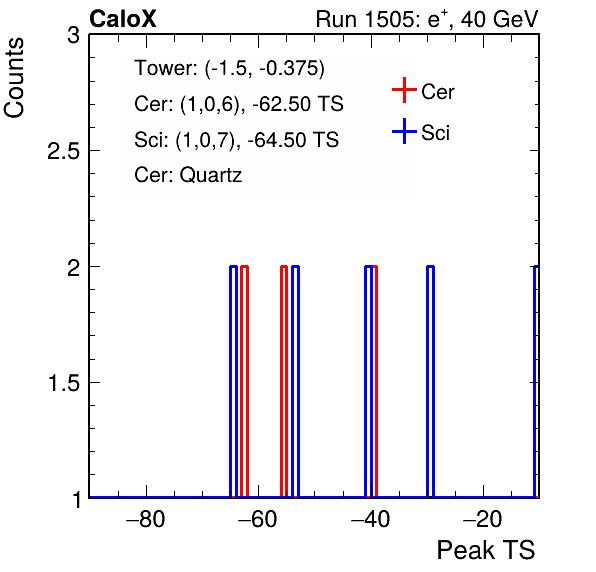 CaloX Run 1505: e⁺, 40 GeV
Counts
3
Tower: (-1.5, -0.375)
Cer: (1,0,6), -62.50 TS
Sci: (1,0,7), -64.50 TS
Cer: Quartz
Cer
Sci
2.5
2
1.5
1
−80 −60 −40 −20
Peak TS